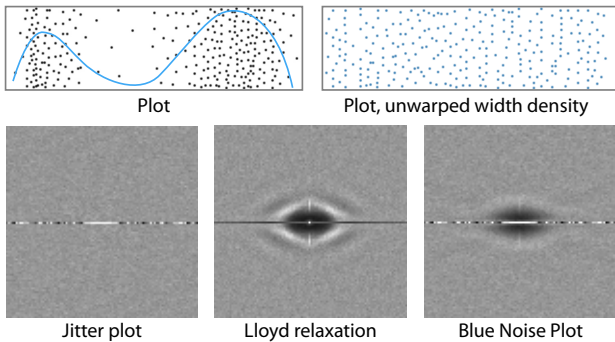 Plot
Plot, unwarped width density
Jitter plot
Lloyd relaxation
Blue Noise Plot